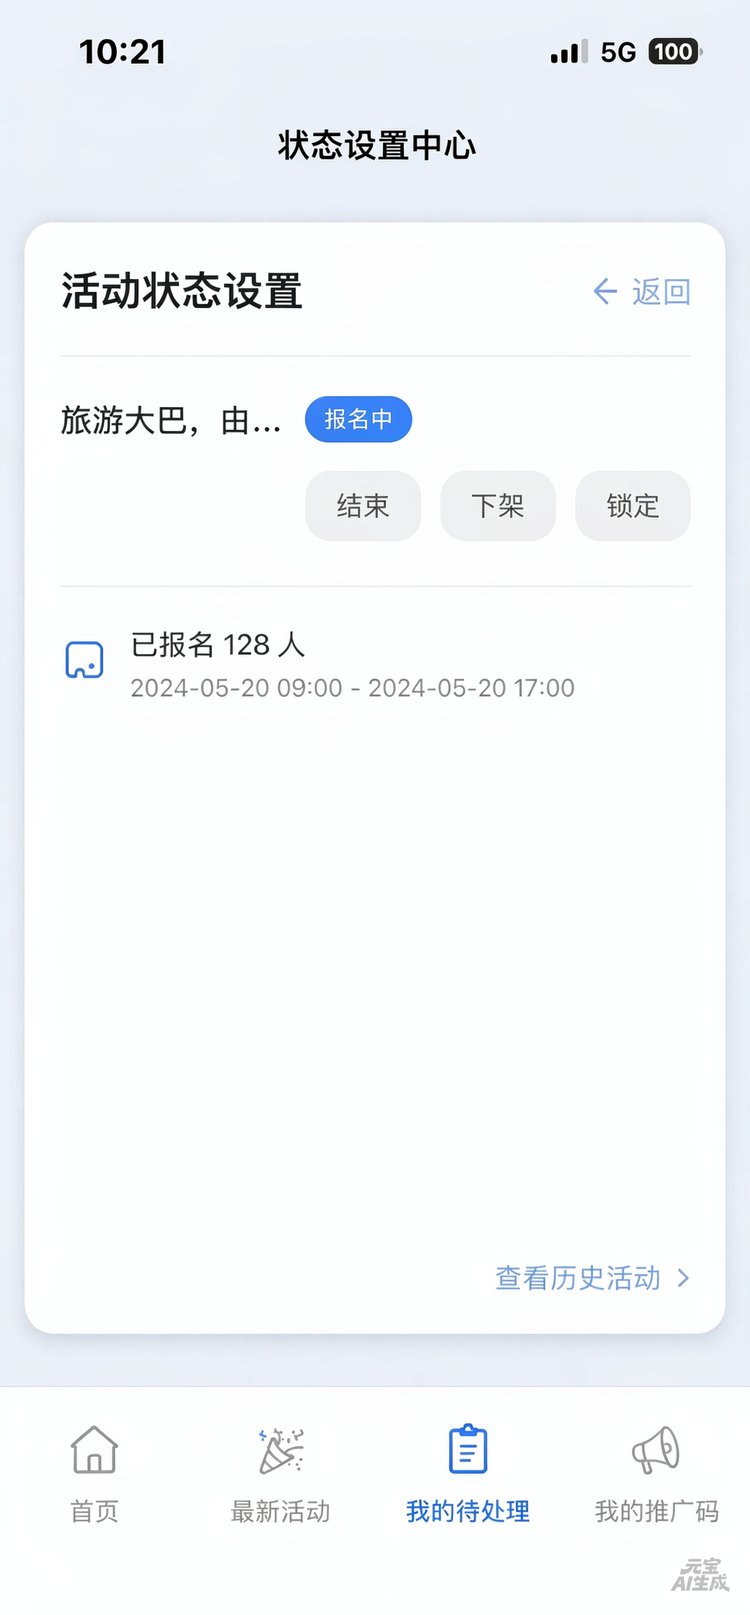 10:21
5G 100
状态设置中心
活动状态设置
返回
旅游大巴，由...
报名中
结束 下架 锁定
已报名 128 人
2024-05-20 09:00 - 2024-05-20 17:00
查看历史活动
首页 最新活动 我的待处理 我的推广码
元宝
AI生成